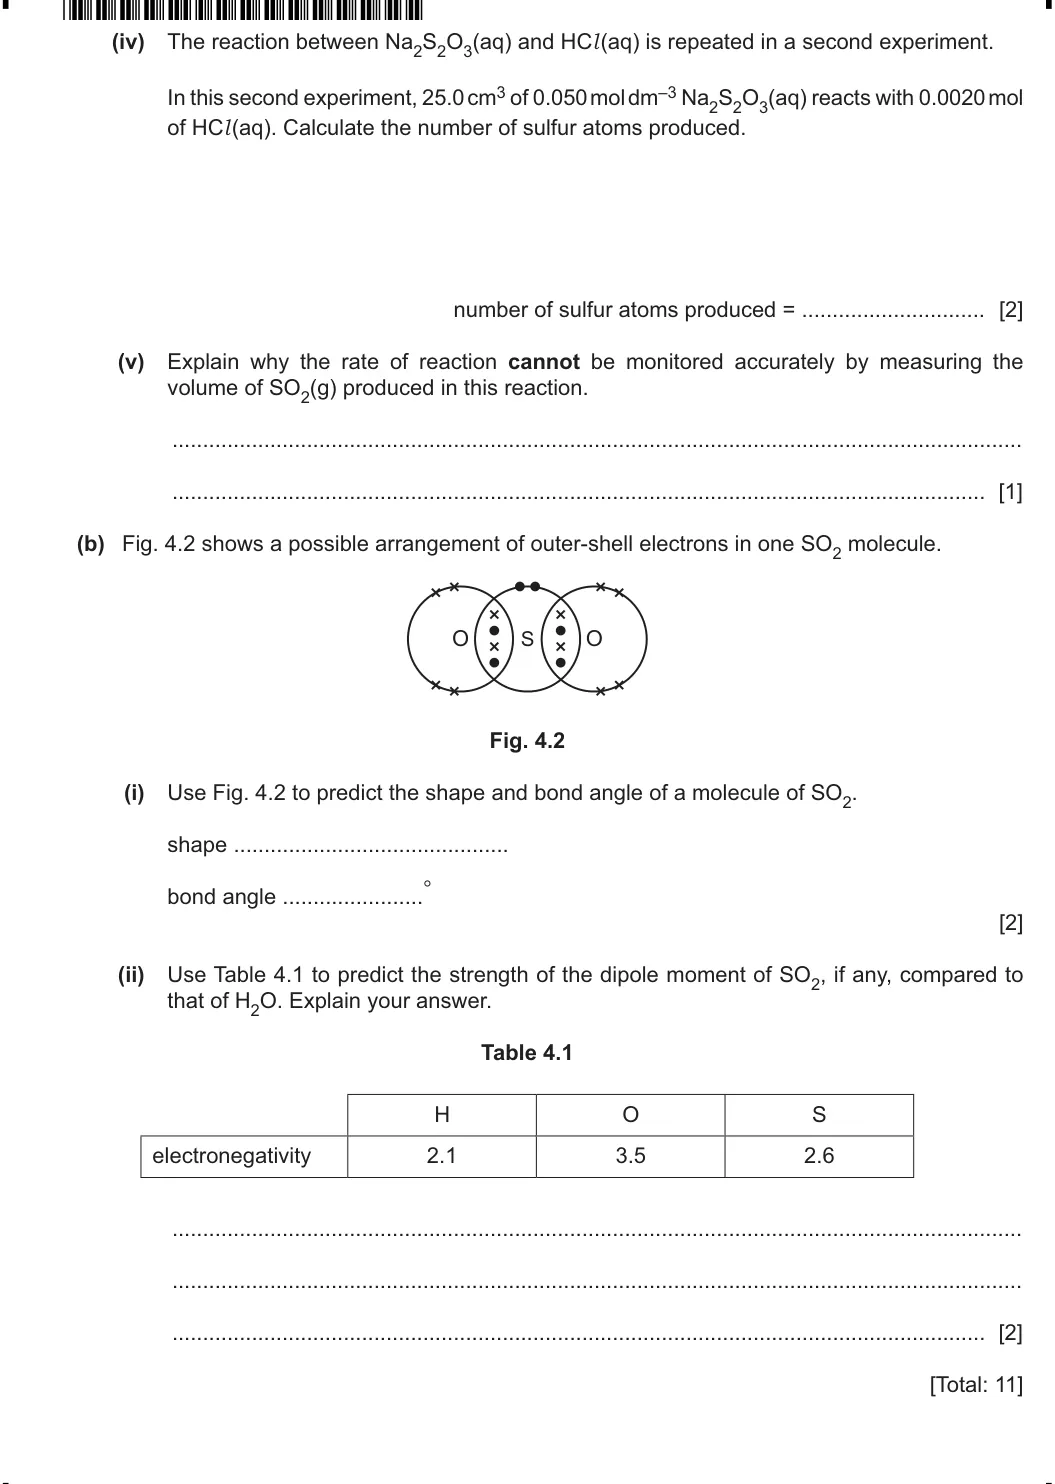 (iv) The reaction between Na₂S₂O₃(aq) and HCl(aq) is repeated in a second experiment.
In this second experiment, 25.0 cm³ of 0.050 mol dm⁻³ Na₂S₂O₃(aq) reacts with 0.0020 mol
of HCl(aq). Calculate the number of sulfur atoms produced.
number of sulfur atoms produced = .............................. [2]
(v) Explain why the rate of reaction cannot be monitored accurately by measuring the
volume of SO₂(g) produced in this reaction.
............................................................................................................................................
...................................................................................................................................... [1]
(b) Fig. 4.2 shows a possible arrangement of outer-shell electrons in one SO₂ molecule.
O S O
Fig. 4.2
(i) Use Fig. 4.2 to predict the shape and bond angle of a molecule of SO₂.
shape .............................................
bond angle .......................°
[2]
(ii) Use Table 4.1 to predict the strength of the dipole moment of SO₂, if any, compared to
that of H₂O. Explain your answer.
Table 4.1
H O S
electronegativity 2.1 3.5 2.6
............................................................................................................................................
............................................................................................................................................
...................................................................................................................................... [2]
[Total: 11]